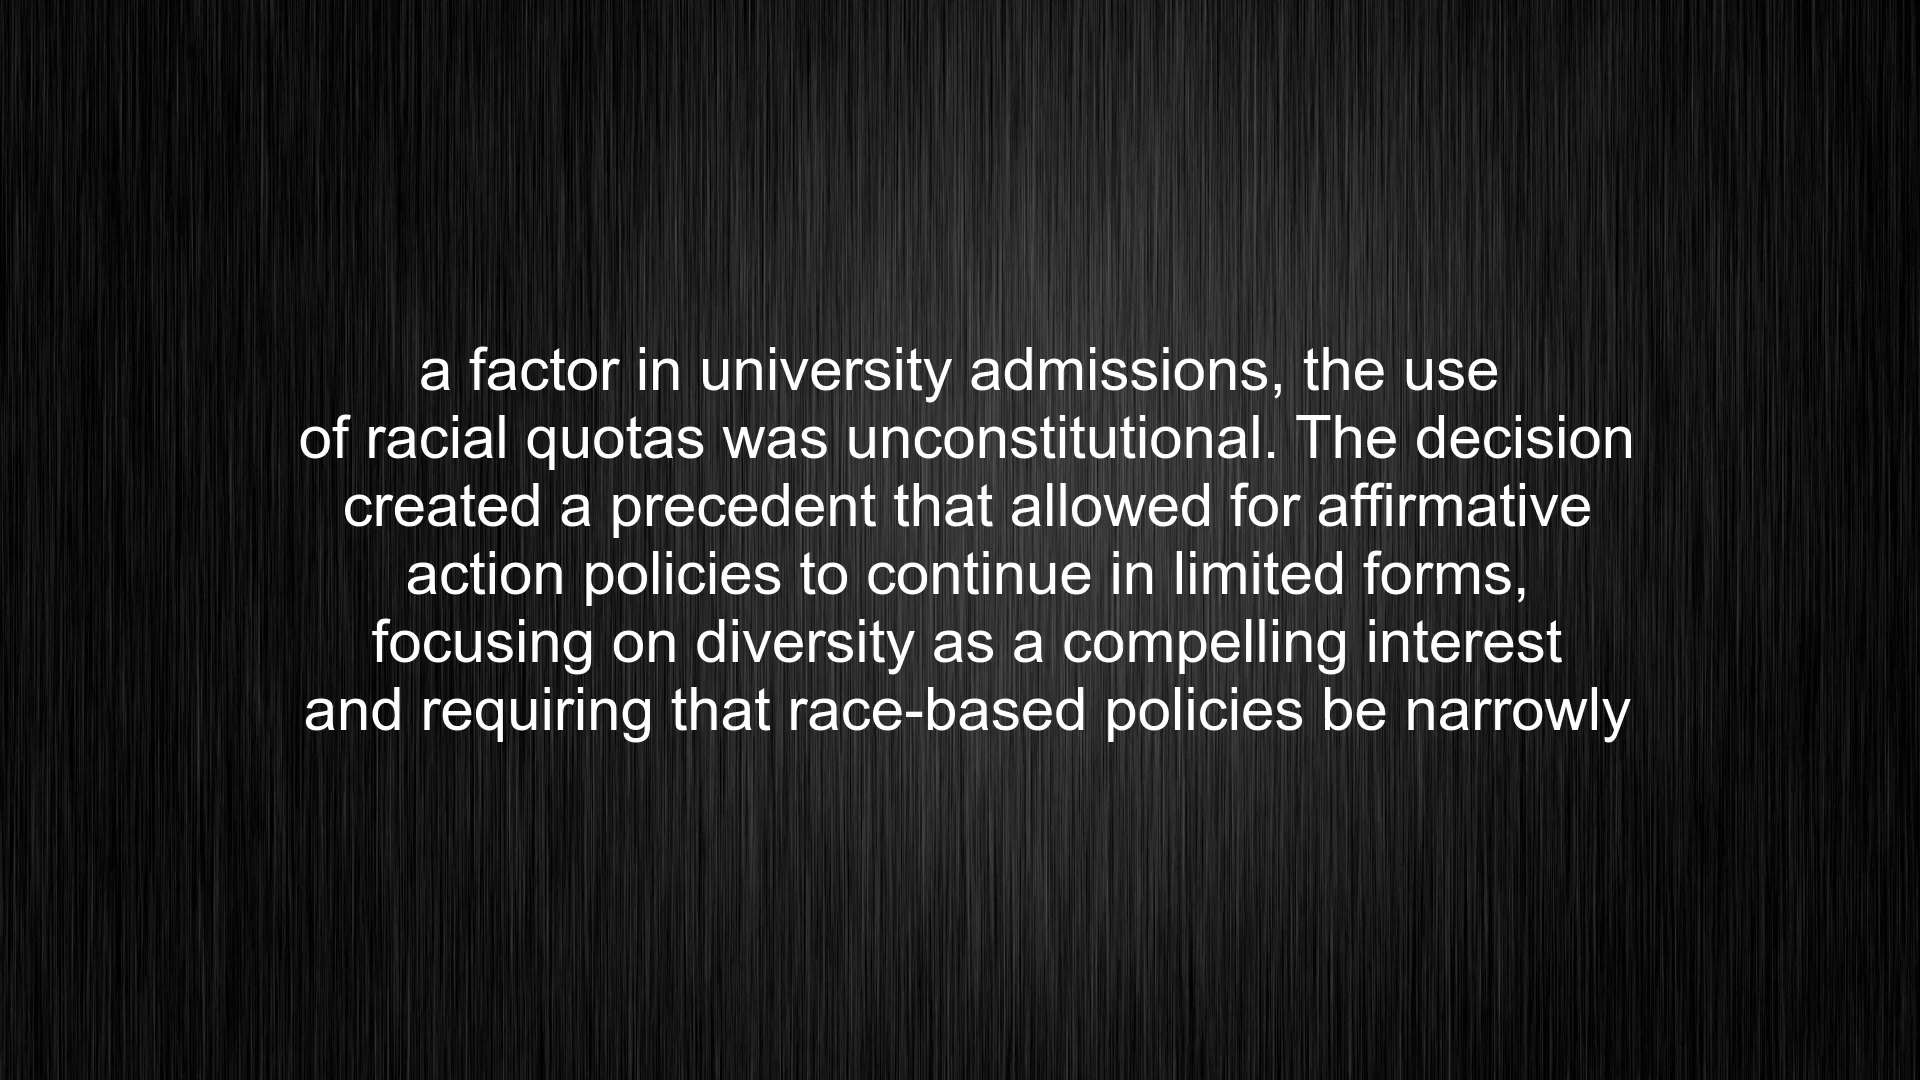 a factor in university admissions, the use
of racial quotas was unconstitutional. The decision
created a precedent that allowed for affirmative
action policies to continue in limited forms,
focusing on diversity as a compelling interest
and requiring that race-based policies be narrowly